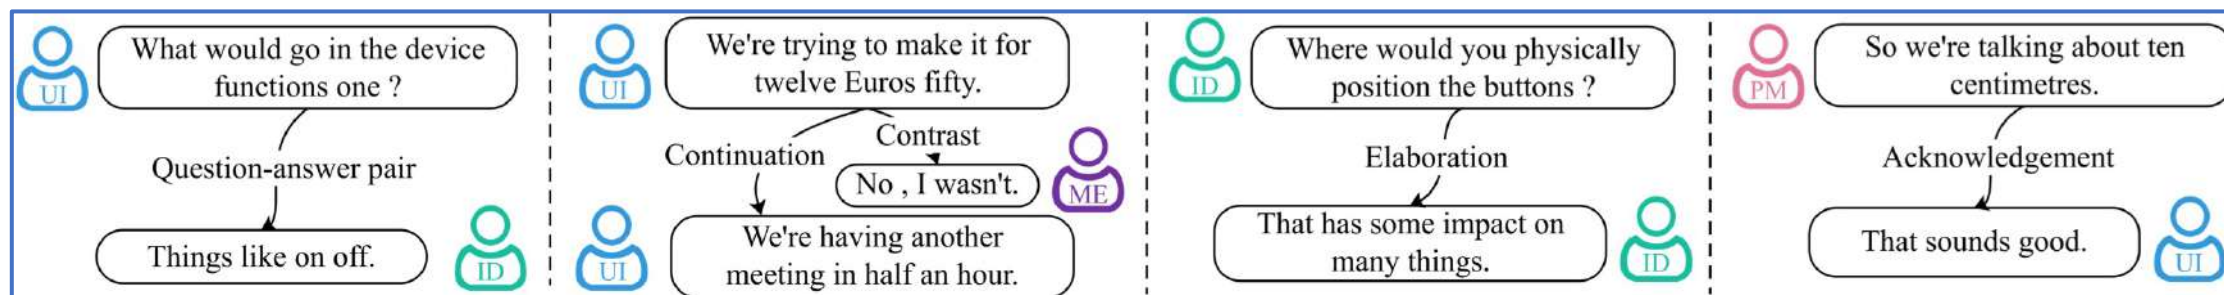 What would go in the device
functions one ?
UI
Question-answer pair
Things like on off.
ID
We're trying to make it for
twelve Euros fifty.
UI
Contrast
Continuation
No , I wasn't.
ME
We're having another
meeting in half an hour.
UI
Where would you physically
position the buttons ?
ID
Elaboration
That has some impact on
many things.
ID
So we're talking about ten
centimetres.
PM
Acknowledgement
That sounds good.
UI